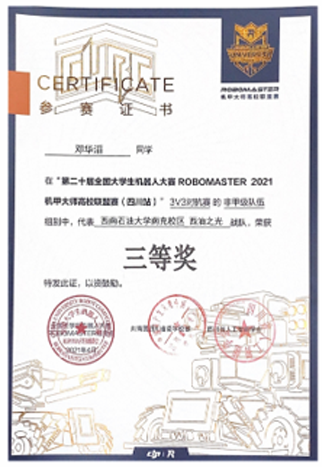 ROBOMASTER
机甲大师高校联盟赛
CERTIFICATE
参赛证书
邓华滔 同学
在“第二十届全国大学生机器人大赛 ROBOMASTER 2021
机甲大师高校联盟赛（四川站）” 3V3对抗赛 的 非甲级队伍
组别中，代表 西南石油大学南充校区 西油之光 战队，荣获
三等奖
特发此证，以资鼓励。
2021年6月